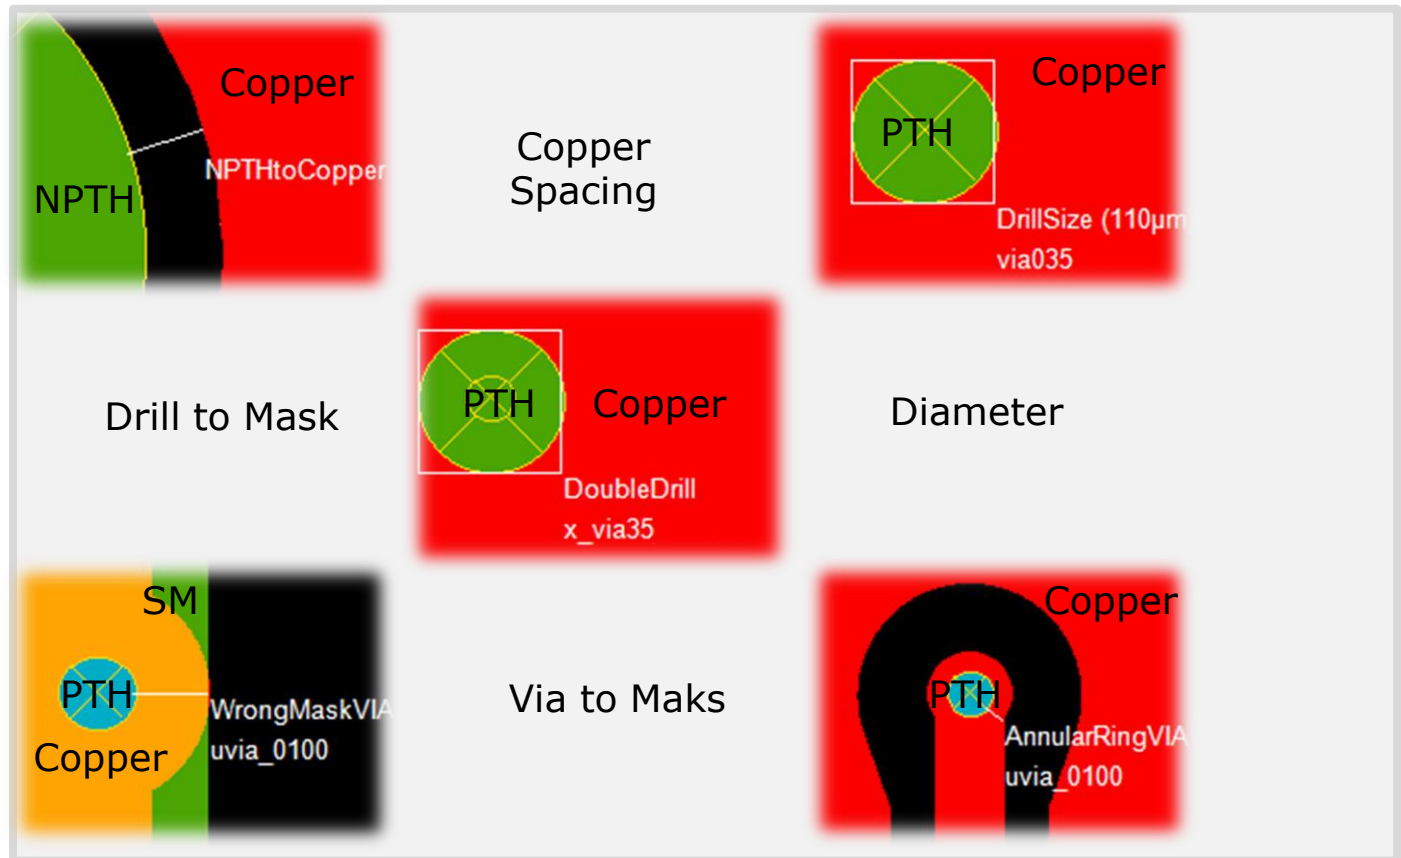 Copper
NPTHtoCopper
NPTH
Copper
Spacing
Copper
PTH
DrillSize (110µm
via035
Drill to Mask
PTH
Copper
DoubleDrill
x_via35
Diameter
SM
PTH
WrongMaskVIA
uvia_0100
Copper
Via to Maks
Copper
PTH
AnnularRingVIA
uvia_0100